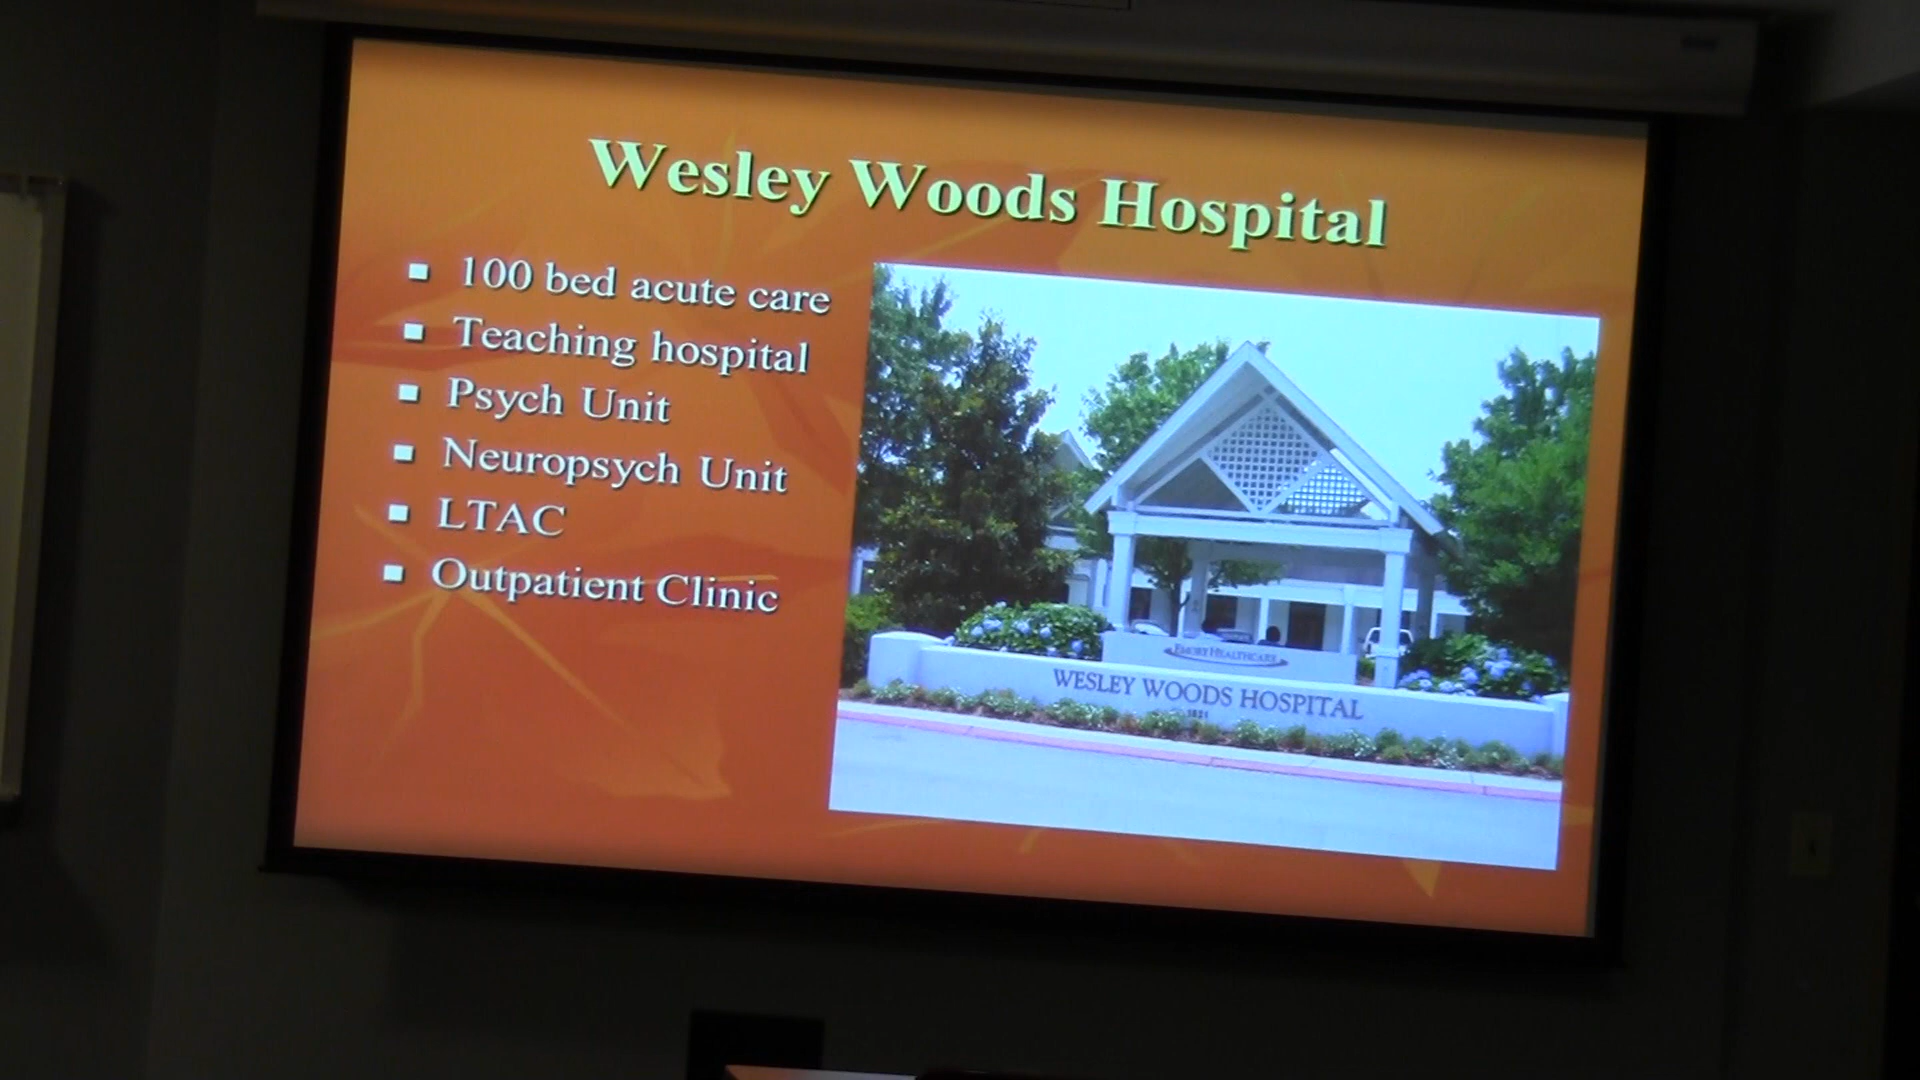 Wesley Woods Hospital
100 bed acute care
Teaching hospital
Psych Unit
Neuropsych Unit
LTAC
Outpatient Clinic
EMORY HEALTHCARE
WESLEY WOODS HOSPITAL
1821